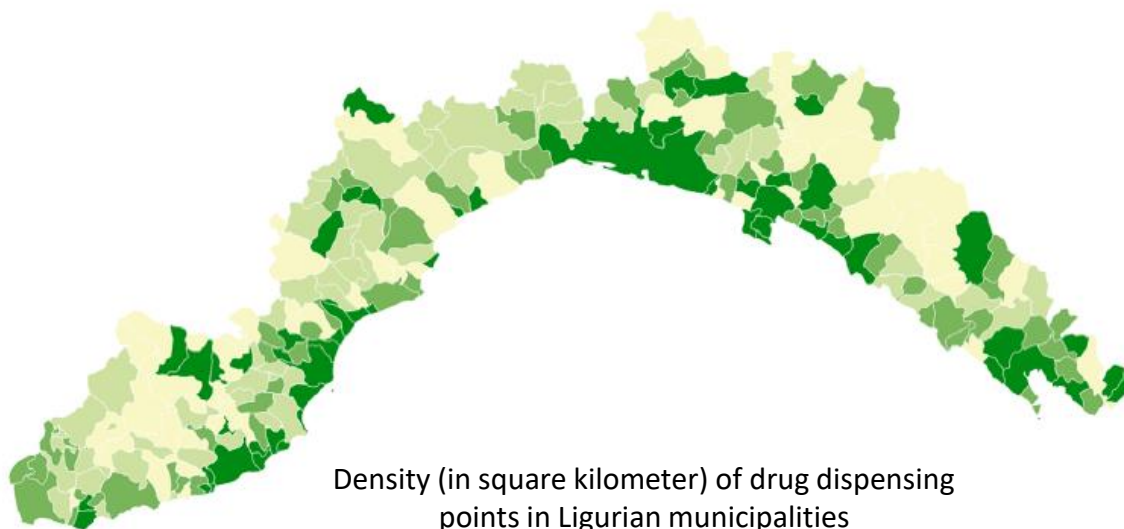 Density (in square kilometer) of drug dispensing
points in Ligurian municipalities